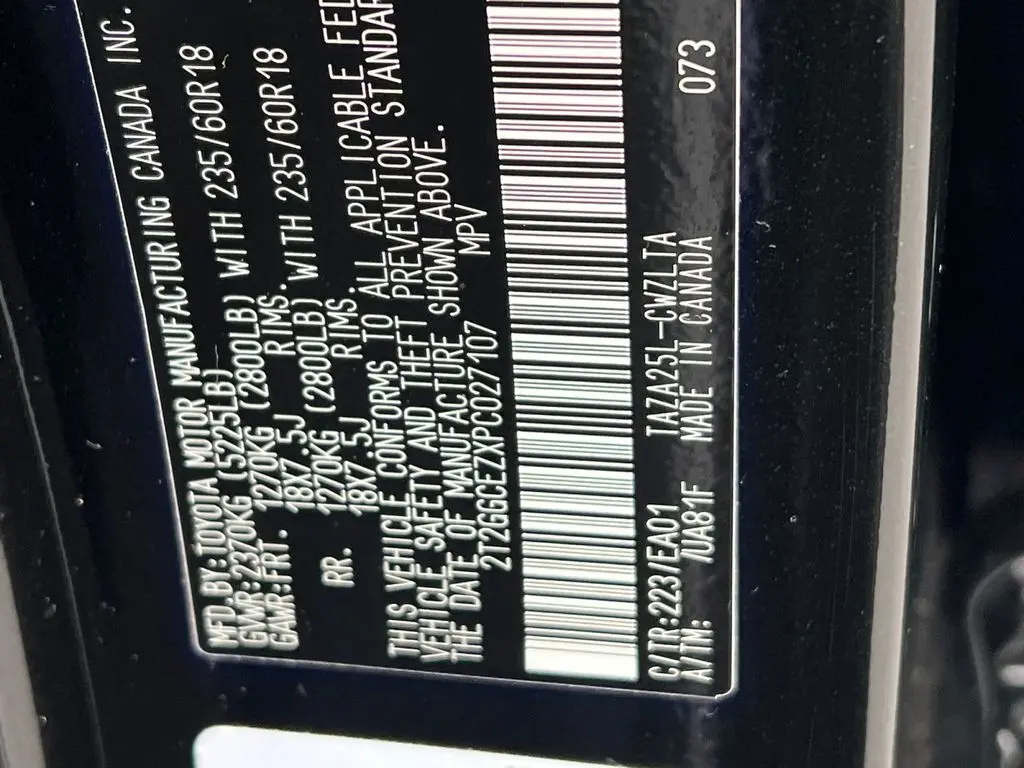 MFD.BY:TOYOTA MOTOR MANUFACTURING CANADA INC.
GVWR:2370KG (5225LB)
GAWR:FRT. 1270KG (2800LB) WITH 235/60R18
18X7.5J RIMS.
RR. 1270KG (2800LB) WITH 235/60R18
18X7.5J RIMS
THIS VEHICLE CONFORMS TO ALL APPLICABLE FED
VEHICLE SAFETY AND THEFT PREVENTION STANDAR
THE DATE OF MANUFACTURE SHOWN ABOVE.
2T2GGCEZXPC027107 MPV
C/TR:223/EA01 TAZA25L-CWZLTA
A/TM: /UA81F MADE IN CANADA 073